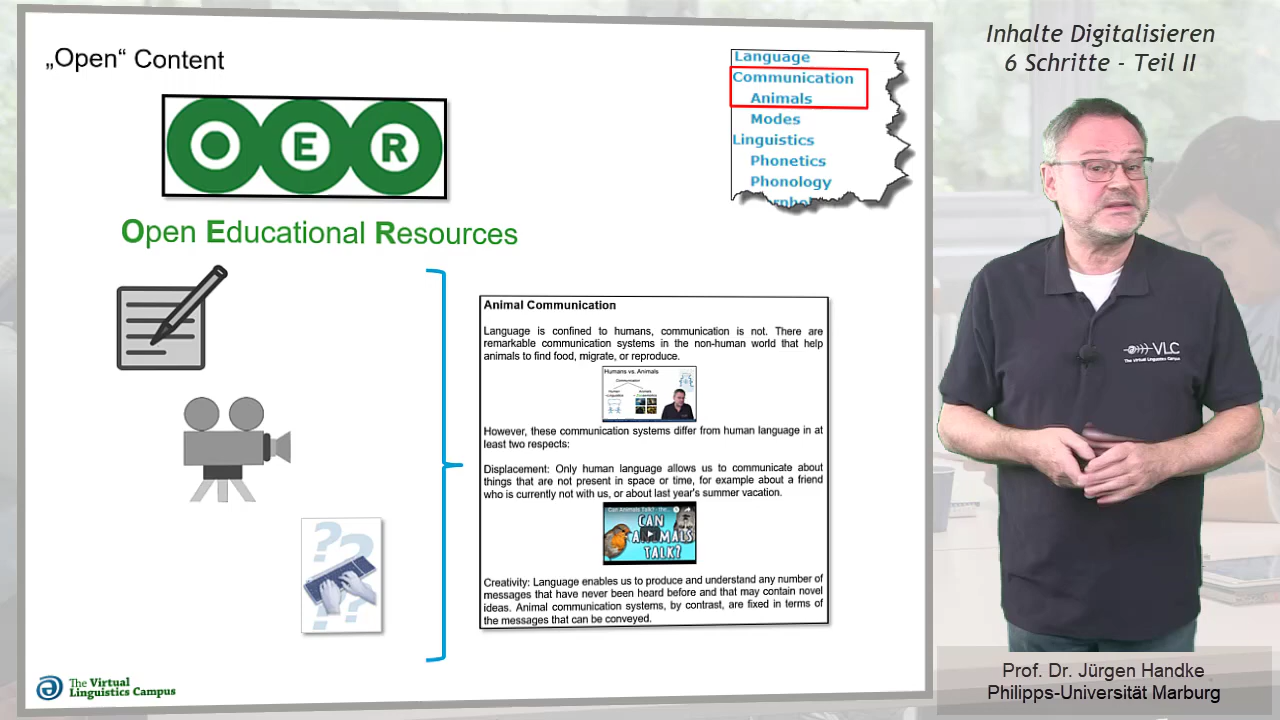 „Open“ Content
OER
Open Educational Resources
Language
Communication
Animals
Modes
Linguistics
Phonetics
Phonology
Animal Communication
Language is confined to humans, communication is not. There are
remarkable communication systems in the non-human world that help
animals to find food, migrate, or reproduce.
Humans vs. Animals
Communication
However, these communication systems differ from human language in at
least two respects:
Displacement: Only human language allows us to communicate about
things that are not present in space or time, for example about a friend
who is currently not with us, or about last year's summer vacation.
Can Animals Talk? - the
CAN
ANIMALS
TALK?
Creativity: Language enables us to produce and understand any number of
messages that have never been heard before and that may contain novel
ideas. Animal communication systems, by contrast, are fixed in terms of
the messages that can be conveyed.
The Virtual
Linguistics Campus
Inhalte Digitalisieren
6 Schritte - Teil II
VLC
The Virtual Linguistics Campus
Prof. Dr. Jürgen Handke
Philipps-Universität Marburg